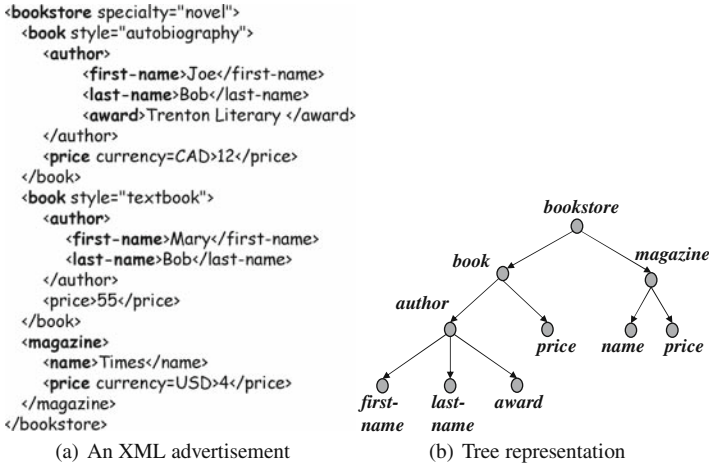 <bookstore specialty="novel">
<book style="autobiography">
<author>
<first-name>Joe</first-name>
<last-name>Bob</last-name>
<award>Trenton Literary </award>
</author>
<price currency=CAD>12</price>
</book>
<book style="textbook">
<author>
<first-name>Mary</first-name>
<last-name>Bob</last-name>
</author>
<price>55</price>
</book>
<magazine>
<name>Times</name>
<price currency=USD>4</price>
</magazine>
</bookstore>
(a) An XML advertisement
bookstore
book
magazine
author
price
name
price
first-
name
last-
name
award
(b) Tree representation